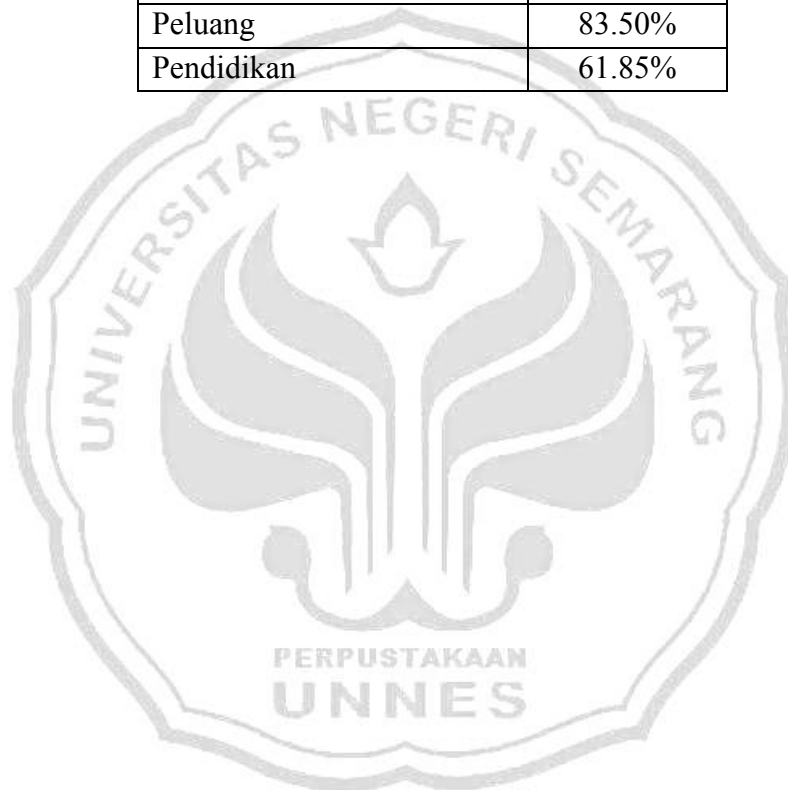 Peluang 83.50%
Pendidikan 61.85%
UNIVERSITAS NEGERI SEMARANG
PERPUSTAKAAN
UNNES